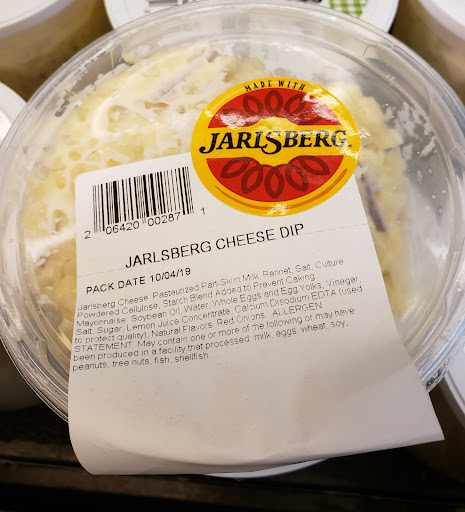 MADE WITH
JARLSBERG
2 06420 00287 1
JARLSBERG CHEESE DIP
PACK DATE 10/04/19
Jarlsberg Cheese: Pasteurized Part-Skim Milk, Rennet, Salt, Culture
Powdered Cellulose, Starch Blend Added to Prevent Caking.
Mayonnaise: Soybean Oil, Water, Whole Eggs and Egg Yolks, Vinegar,
Salt, Sugar, Lemon Juice Concentrate, Calcium Disodium EDTA (used
to protect quality), Natural Flavors. Red Onions. ALLERGEN
STATEMENT: May contain one or more of the following or may have
been produced in a facility that processed: milk, eggs, wheat, soy,
peanuts, tree nuts, fish, shellfish